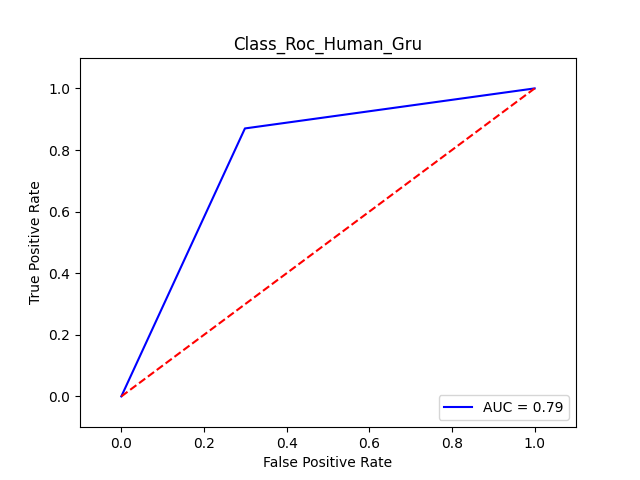 Class_Roc_Human_Gru
True Positive Rate
1.0
0.8
0.6
0.4
0.2
0.0
0.0 0.2 0.4 0.6 0.8 1.0
False Positive Rate
AUC = 0.79